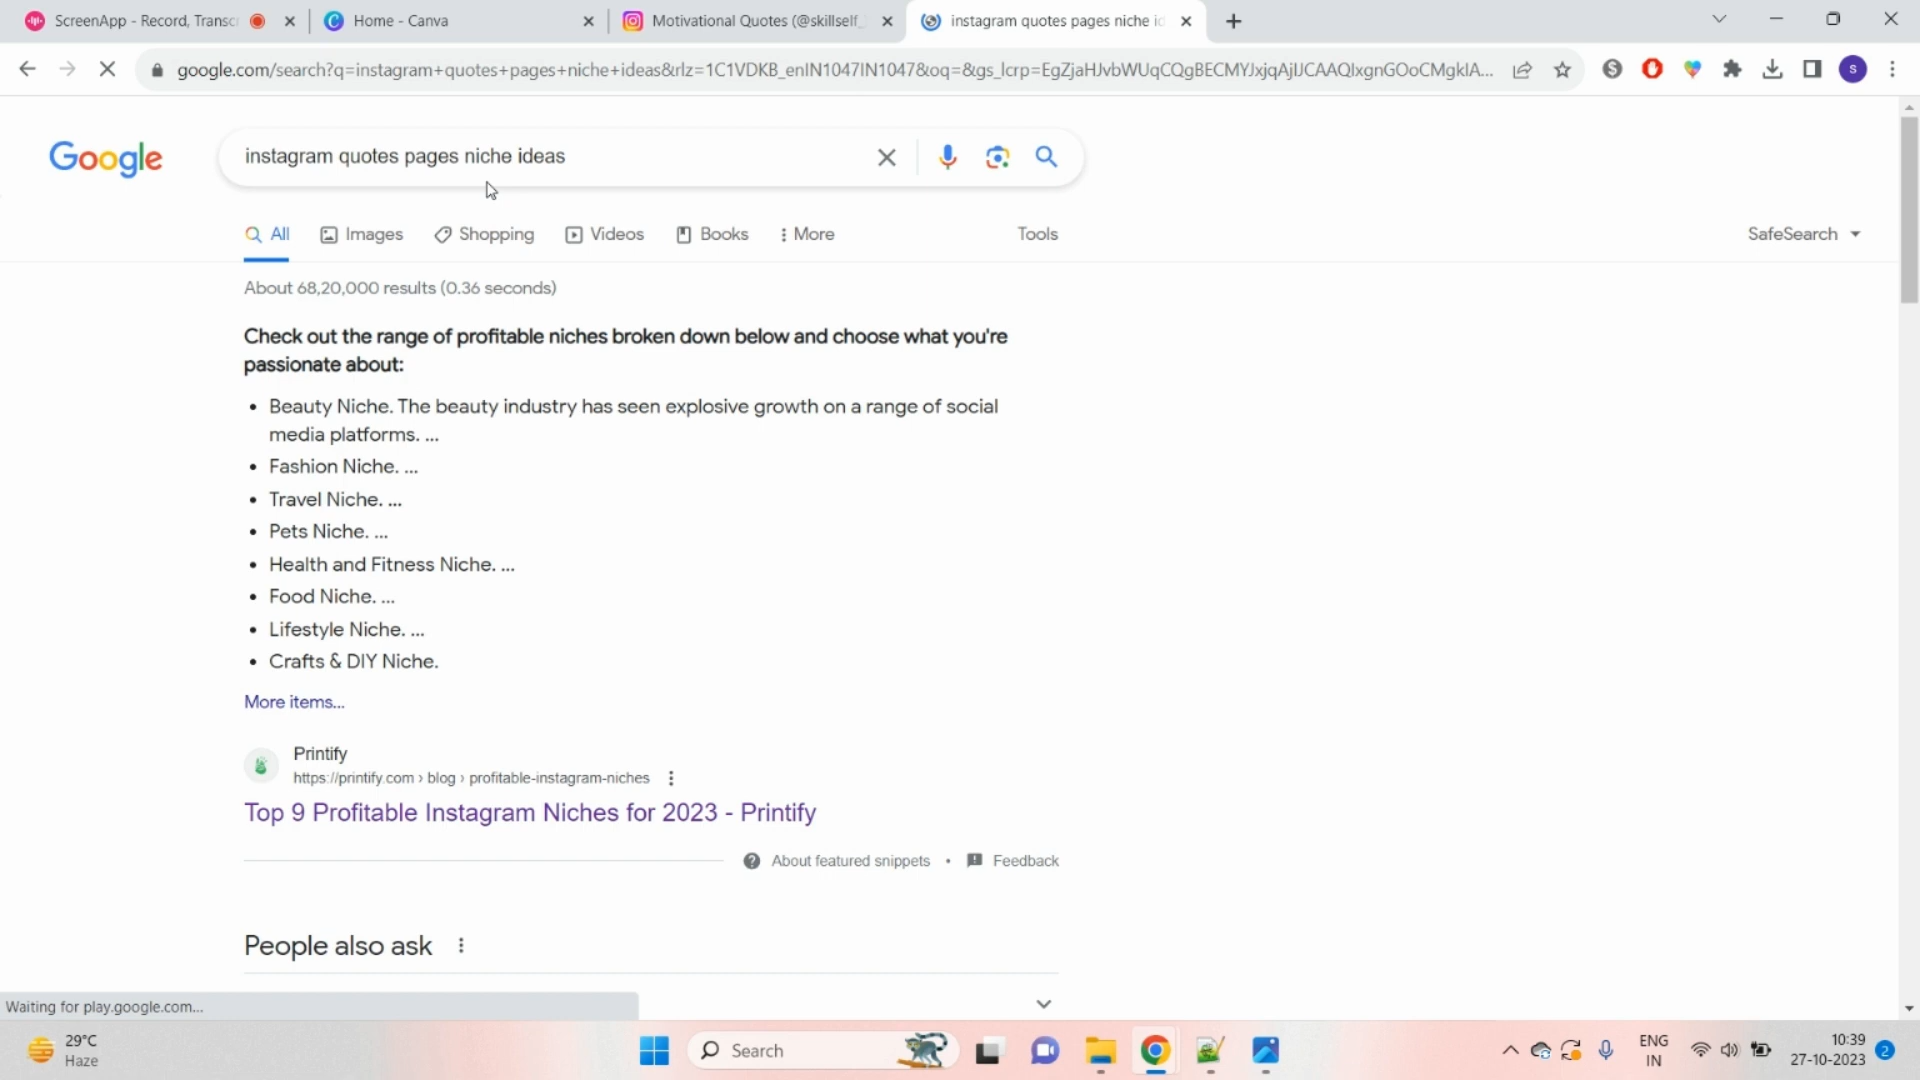 ScreenApp - Record, Transc
Home - Canva
Motivational Quotes (@skillself_
instagram quotes pages niche id
google.com/search?q=instagram+quotes+pages+niche+ideas&rlz=1C1VDKB_enIN1047IN1047&oq=&gs_lcrp=EgZjaHJvbWUqCQgBECMYJxjqAjIJCAAQIxgnGOoCMgkIA...
S
Google
instagram quotes pages niche ideas
All
Images
Shopping
Videos
Books
More
Tools
SafeSearch
About 68,20,000 results (0.36 seconds)
Check out the range of profitable niches broken down below and choose what you're
passionate about:
• Beauty Niche. The beauty industry has seen explosive growth on a range of social
media platforms. ...
• Fashion Niche. ...
• Travel Niche. ...
• Pets Niche. ...
• Health and Fitness Niche. ...
• Food Niche. ...
• Lifestyle Niche. ...
• Crafts & DIY Niche.
More items...
Printify
https://printify.com › blog › profitable-instagram-niches
Top 9 Profitable Instagram Niches for 2023 - Printify
About featured snippets • Feedback
People also ask
Waiting for play.google.com...
29°C
Haze
Search
ENG
IN
10:39
27-10-2023
2